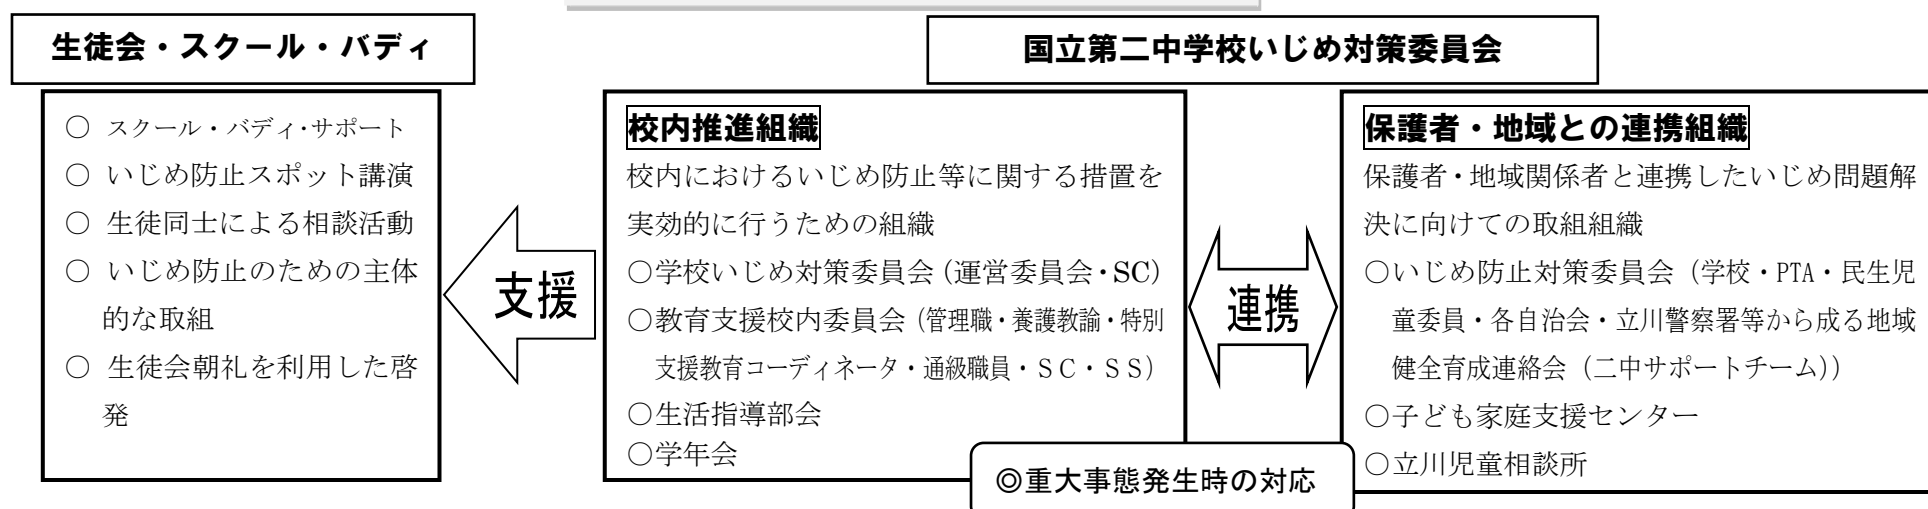 生徒会・スクール・バディ
○ スクール・バディ・サポート
○ いじめ防止スポット講演
○ 生徒同士による相談活動
○ いじめ防止のための主体
的な取組
○ 生徒会朝礼を利用した啓
発
支援
国立第二中学校いじめ対策委員会
校内推進組織
校内におけるいじめ防止等に関する措置を
実効的に行うための組織
○学校いじめ対策委員会（運営委員会・SC）
○教育支援校内委員会（管理職・養護教諭・特別
支援教育コーディネータ・通級職員・ＳＣ・ＳＳ）
○生活指導部会
○学年会
連携
保護者・地域との連携組織
保護者・地域関係者と連携したいじめ問題解
決に向けての取組組織
○いじめ防止対策委員会（学校・PTA・民生児
童委員・各自治会・立川警察署等から成る地域
健全育成連絡会（二中サポートチーム））
○子ども家庭支援センター
○立川児童相談所
◎重大事態発生時の対応